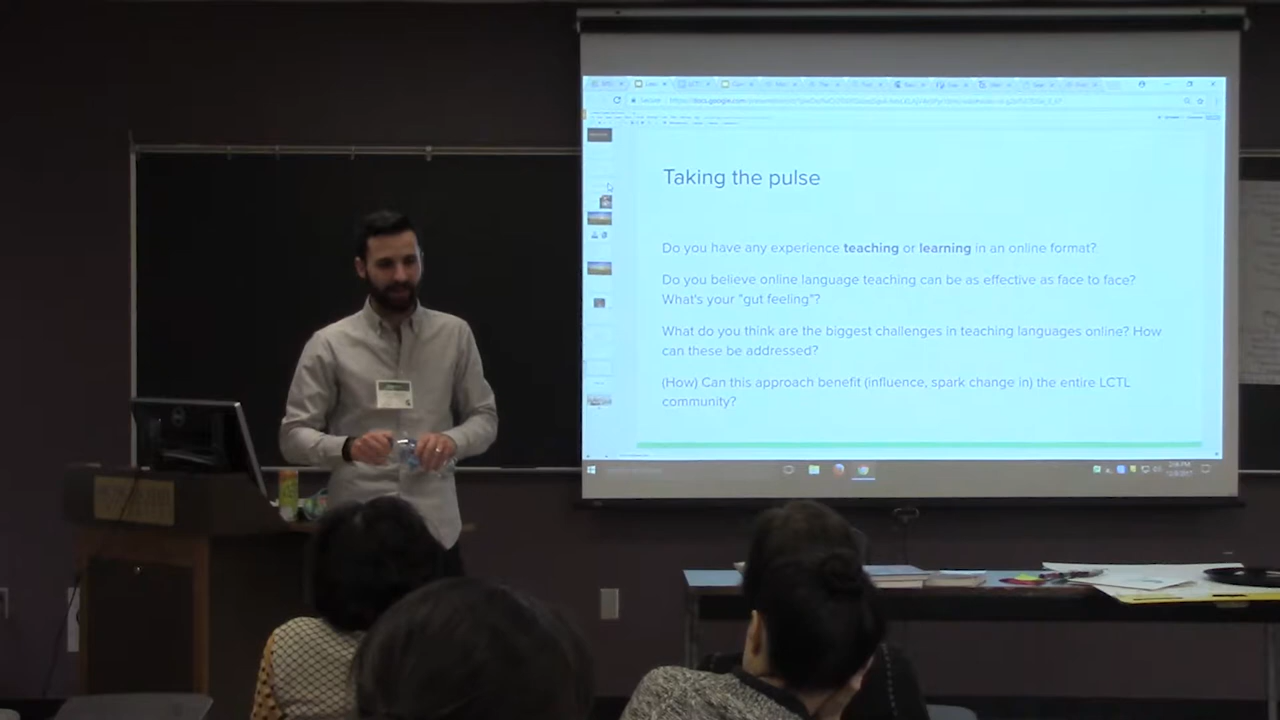 Secure
Taking the pulse
Do you have any experience teaching or learning in an online format?
Do you believe online language teaching can be as effective as face to face?
What's your "gut feeling"?
What do you think are the biggest challenges in teaching languages online? How
can these be addressed?
(How) Can this approach benefit (influence, spark change in) the entire LCTL
community?
DELL